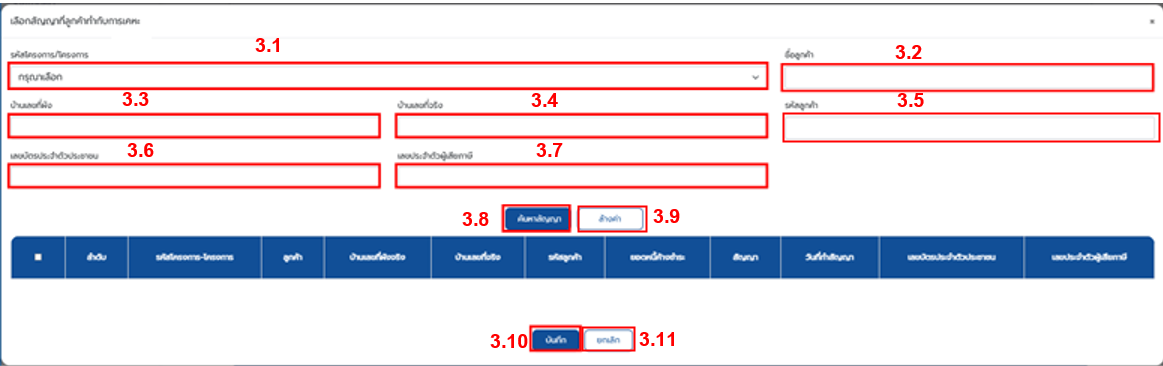 เลือกสัญญาที่ลูกค้าทำกับการเคหะ ×
3.1
รหัสโครงการ/โครงการ
กรุณาเลือก
ชื่อลูกค้า 3.2
บ้านเลขที่ผัง 3.3
บ้านเลขที่จริง 3.4
รหัสลูกค้า 3.5
เลขบัตรประจำตัวประชาชน 3.6
เลขประจำตัวผู้เสียภาษี 3.7
3.8 ค้นหาสัญญา ล้างค่า 3.9
ลำดับ รหัสโครงการ-โครงการ ลูกค้า บ้านเลขที่ผังจริง บ้านเลขที่จริง รหัสลูกค้า ยอดหนี้ค้างชำระ สัญญา วันที่ทำสัญญา เลขบัตรประจำตัวประชาชน เลขประจำตัวผู้เสียภาษี
3.10 บันทึก ยกเลิก 3.11